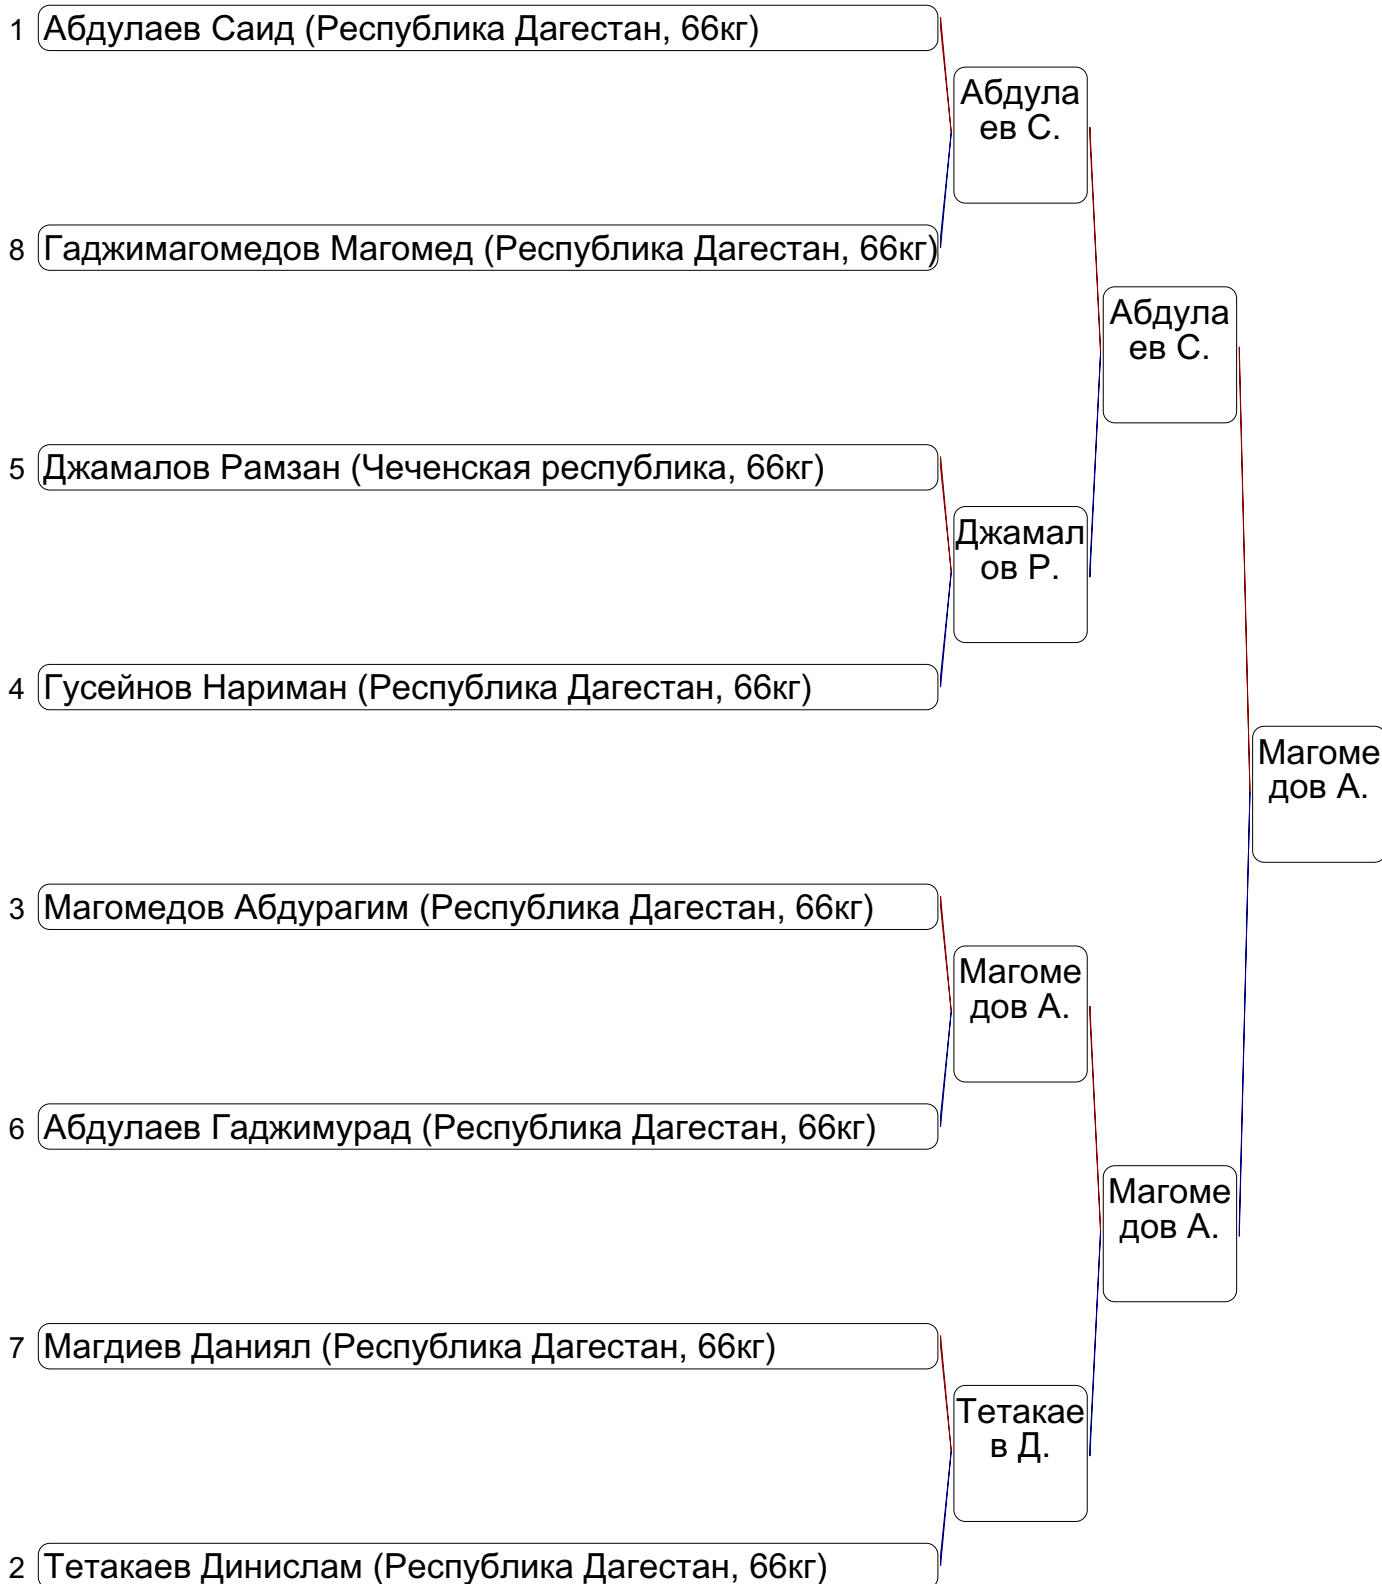 1 Абдулаев Саид (Республика Дагестан, 66кг)
Абдула
ев С.
8 Гаджимагомедов Магомед (Республика Дагестан, 66кг)
Абдула
ев С.
5 Джамалов Рамзан (Чеченская республика, 66кг)
Джамал
ов Р.
4 Гусейнов Нариман (Республика Дагестан, 66кг)
Магоме
дов А.
3 Магомедов Абдурагим (Республика Дагестан, 66кг)
Магоме
дов А.
6 Абдулаев Гаджимурад (Республика Дагестан, 66кг)
Магоме
дов А.
7 Магдиев Даниял (Республика Дагестан, 66кг)
Тетакае
в Д.
2 Тетакаев Динислам (Республика Дагестан, 66кг)